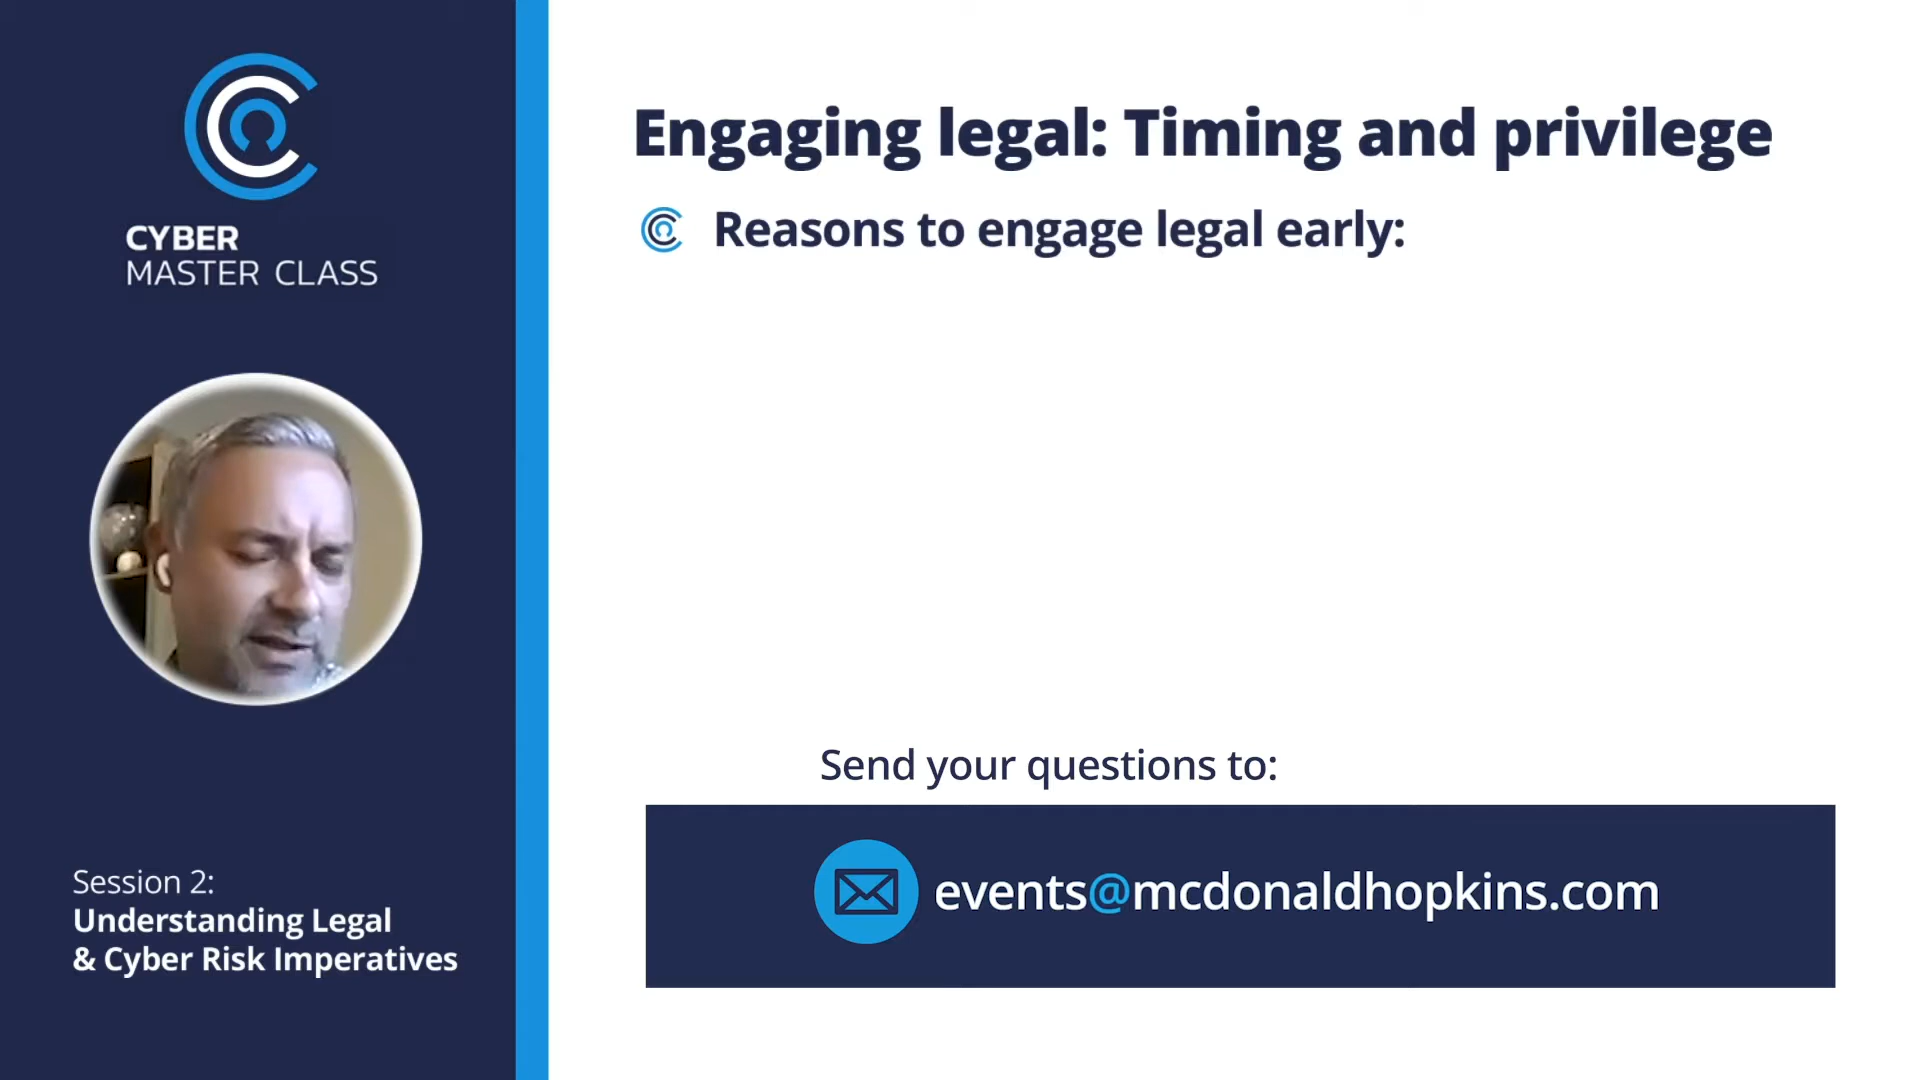 CYBER
MASTER CLASS
Session 2:
Understanding Legal
& Cyber Risk Imperatives
Engaging legal: Timing and privilege
Reasons to engage legal early:
Send your questions to:
events@mcdonaldhopkins.com